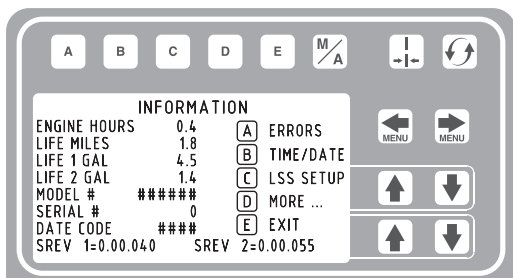 A B C D E M/A
INFORMATION
ENGINE HOURS 0.4
LIFE MILES 1.8
LIFE 1 GAL 4.5
LIFE 2 GAL 1.4
MODEL # ######
SERIAL # 0
DATE CODE ####
SREV 1=0.00.040 SREV 2=0.00.055
A ERRORS
B TIME/DATE
C LSS SETUP
D MORE ...
E EXIT
MENU MENU